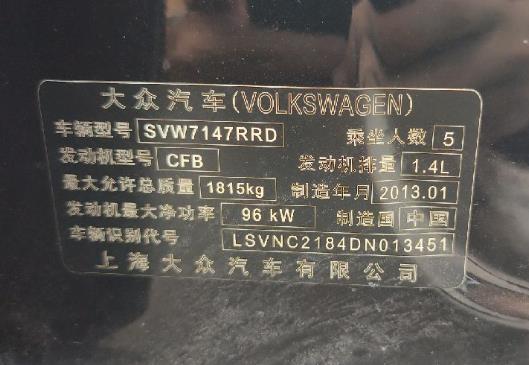 大众汽车(VOLKSWAGEN)
车辆型号 SVW7147RRD 乘坐人数 5
发动机型号 CFB 发动机排量 1.4L
最大允许总质量 1815kg 制造年月 2013.01
发动机最大净功率 96 kW 制造国 中国
车辆识别代号 LSVNC2184DN013451
上海大众汽车有限公司